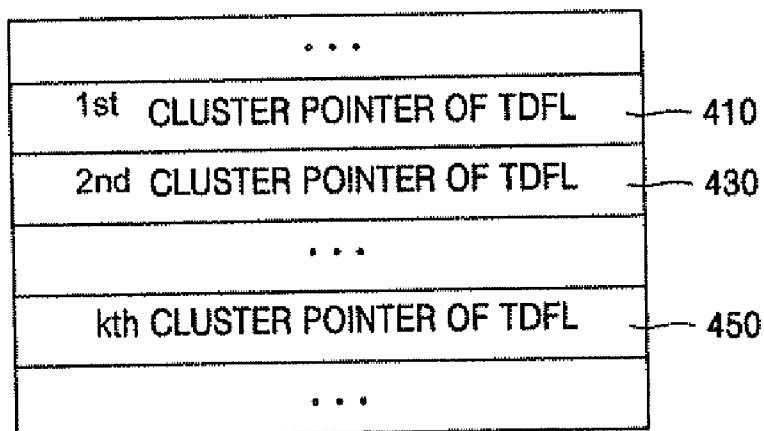 ...
1st CLUSTER POINTER OF TDFL 410
2nd CLUSTER POINTER OF TDFL 430
...
kth CLUSTER POINTER OF TDFL 450
...